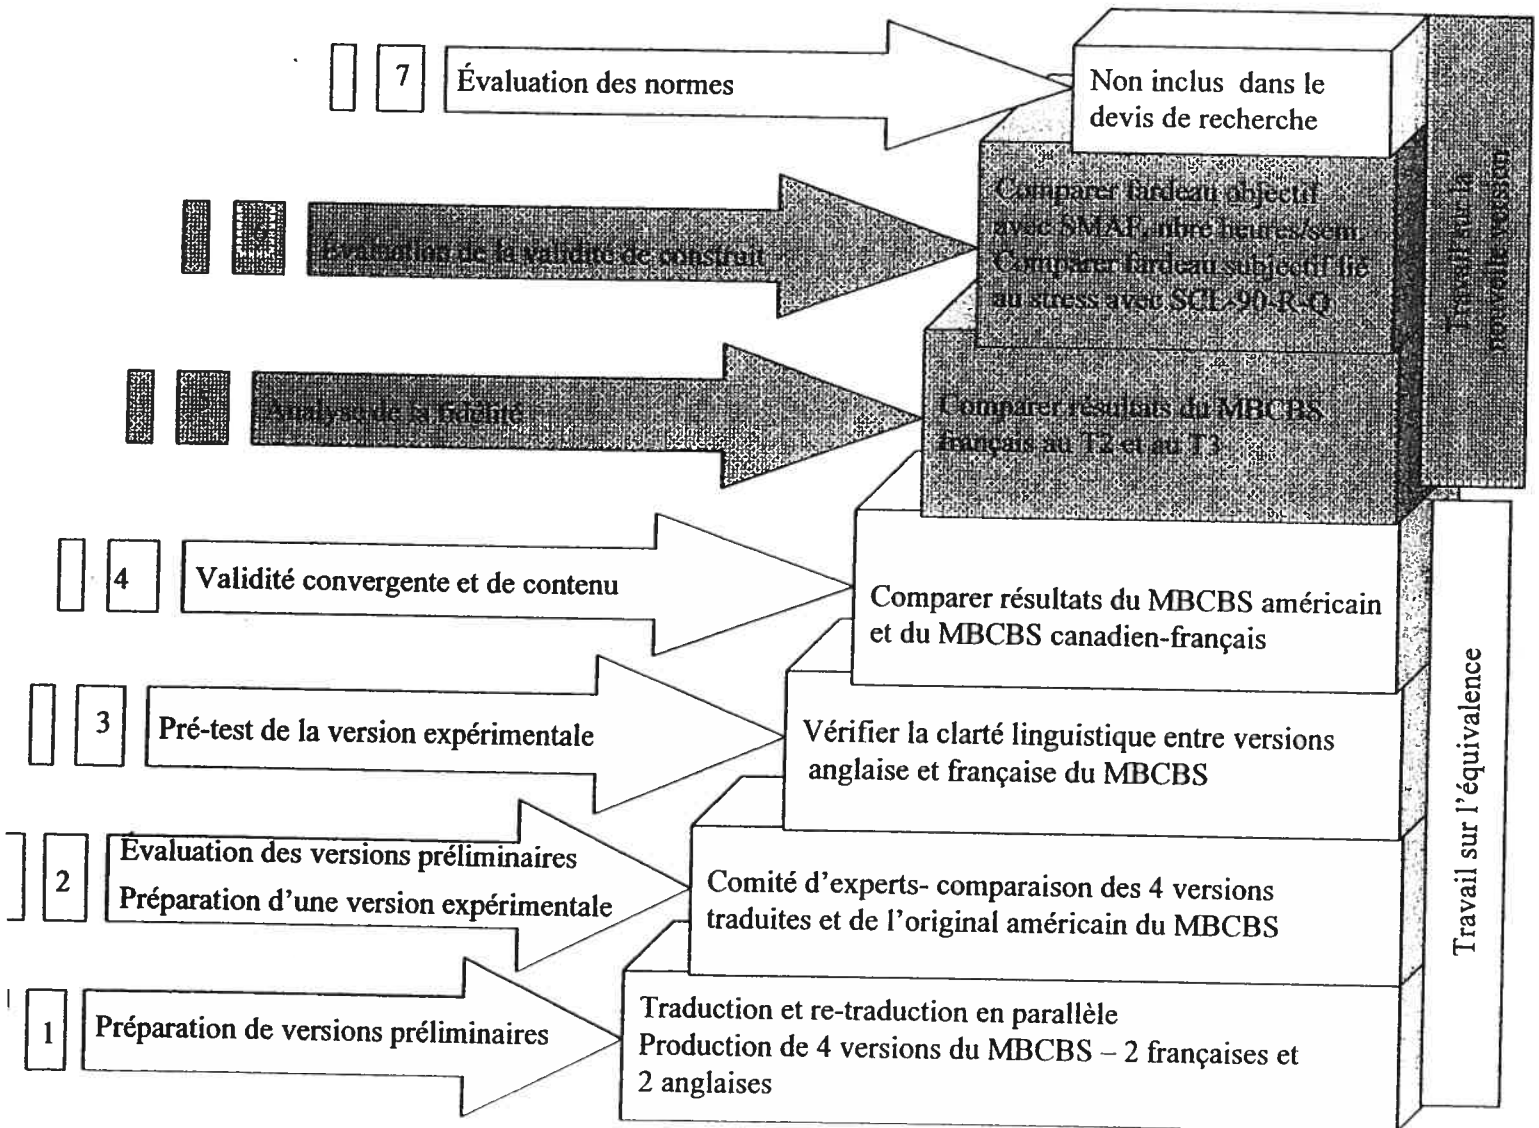 7
Évaluation des normes
Non inclus dans le
devis de recherche
Évaluation de la validité de construit
Comparer fardeau objectif
avec SMAF, nbre heures/sem.
Comparer fardeau subjectif lié
au stress avec SCL-90-R-Q
Travail sur la
nouvelle version
Analyse de la fidélité
Comparer résultats du MBCBS
français au T2 et au T3
4
Validité convergente et de contenu
Comparer résultats du MBCBS américain
et du MBCBS canadien-français
3
Pré-test de la version expérimentale
Vérifier la clarté linguistique entre versions
anglaise et française du MBCBS
2
Évaluation des versions préliminaires
Préparation d'une version expérimentale
Comité d'experts- comparaison des 4 versions
traduites et de l'original américain du MBCBS
1
Préparation de versions préliminaires
Traduction et re-traduction en parallèle
Production de 4 versions du MBCBS – 2 françaises et
2 anglaises
Travail sur l'équivalence